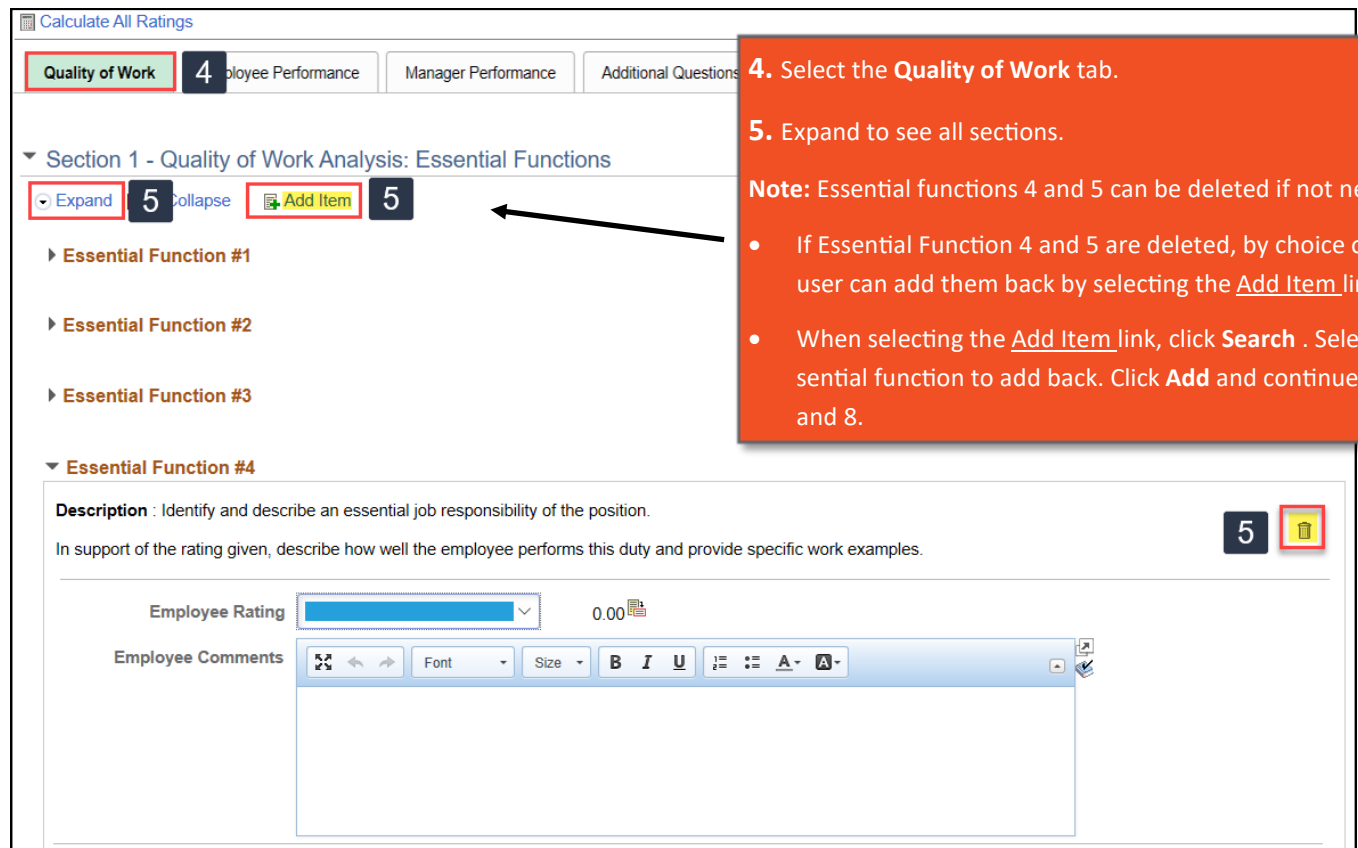 Calculate All Ratings
Quality of Work 4 ployee Performance Manager Performance Additional Questions
4. Select the Quality of Work tab.
5. Expand to see all sections.
Note: Essential functions 4 and 5 can be deleted if not ne
• If Essential Function 4 and 5 are deleted, by choice
user can add them back by selecting the Add Item li
• When selecting the Add Item link, click Search . Sele
sential function to add back. Click Add and continue
and 8.
Section 1 - Quality of Work Analysis: Essential Functions
Expand 5 ollapse Add Item 5
Essential Function #1
Essential Function #2
Essential Function #3
Essential Function #4
Description : Identify and describe an essential job responsibility of the position.
In support of the rating given, describe how well the employee performs this duty and provide specific work examples.
5
Employee Rating 0.00
Employee Comments Font Size B I U A A